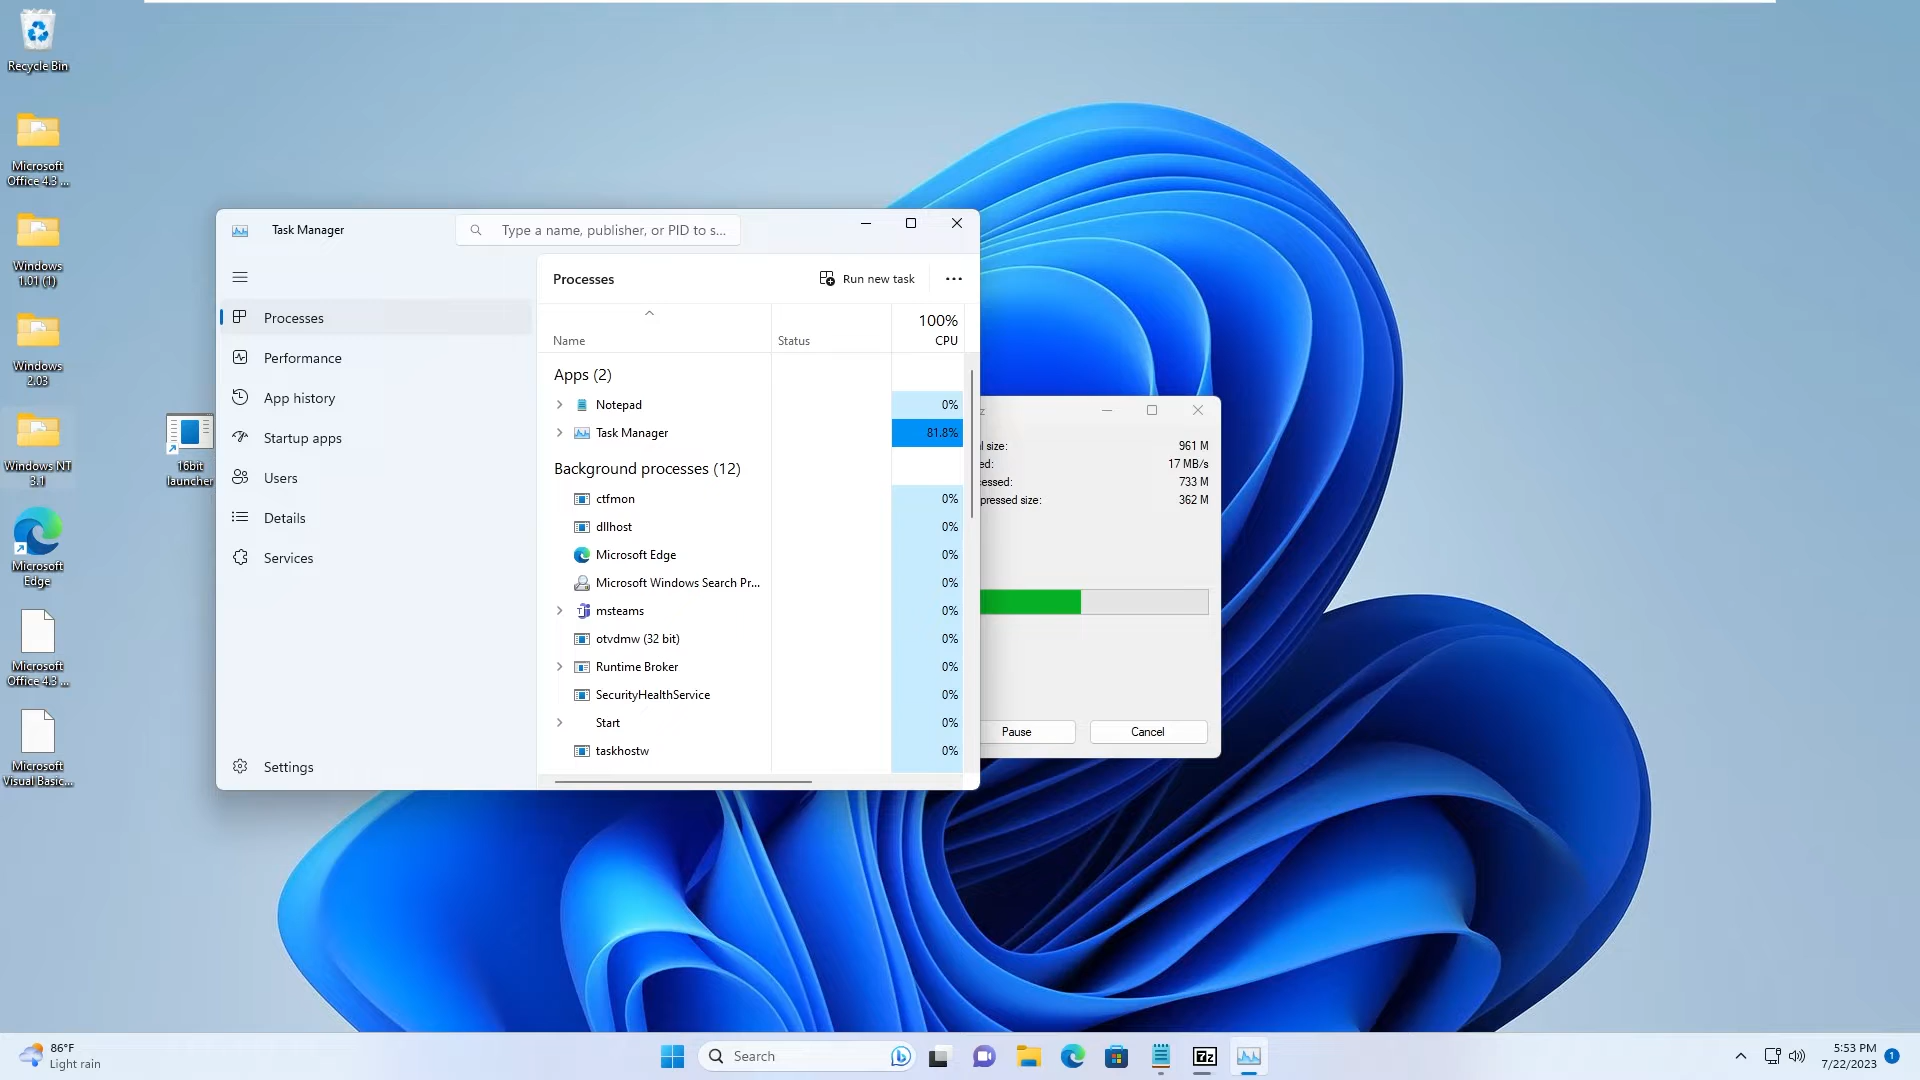 Recycle Bin
Microsoft
Office 4.3 ...
Windows
1.01 (1)
Windows
2.03
Windows NT
3.1
Microsoft
Edge
Microsoft
Office 4.3 ...
Microsoft
Visual Basic...
16bit
launcher
Task Manager
Type a name, publisher, or PID to s...
Processes
Performance
App history
Startup apps
Users
Details
Services
Settings
Processes
Run new task
Name
Status
100%
CPU
Apps (2)
Notepad 0%
Task Manager 81.8%
Background processes (12)
ctfmon 0%
dllhost 0%
Microsoft Edge 0%
Microsoft Windows Search Pr... 0%
msteams 0%
otvdmw (32 bit) 0%
Runtime Broker 0%
SecurityHealthService 0%
Start 0%
taskhostw 0%
z
l size: 961 M
ed: 17 MB/s
essed: 733 M
pressed size: 362 M
Pause
Cancel
86°F
Light rain
Search
7z
5:53 PM
7/22/2023
1